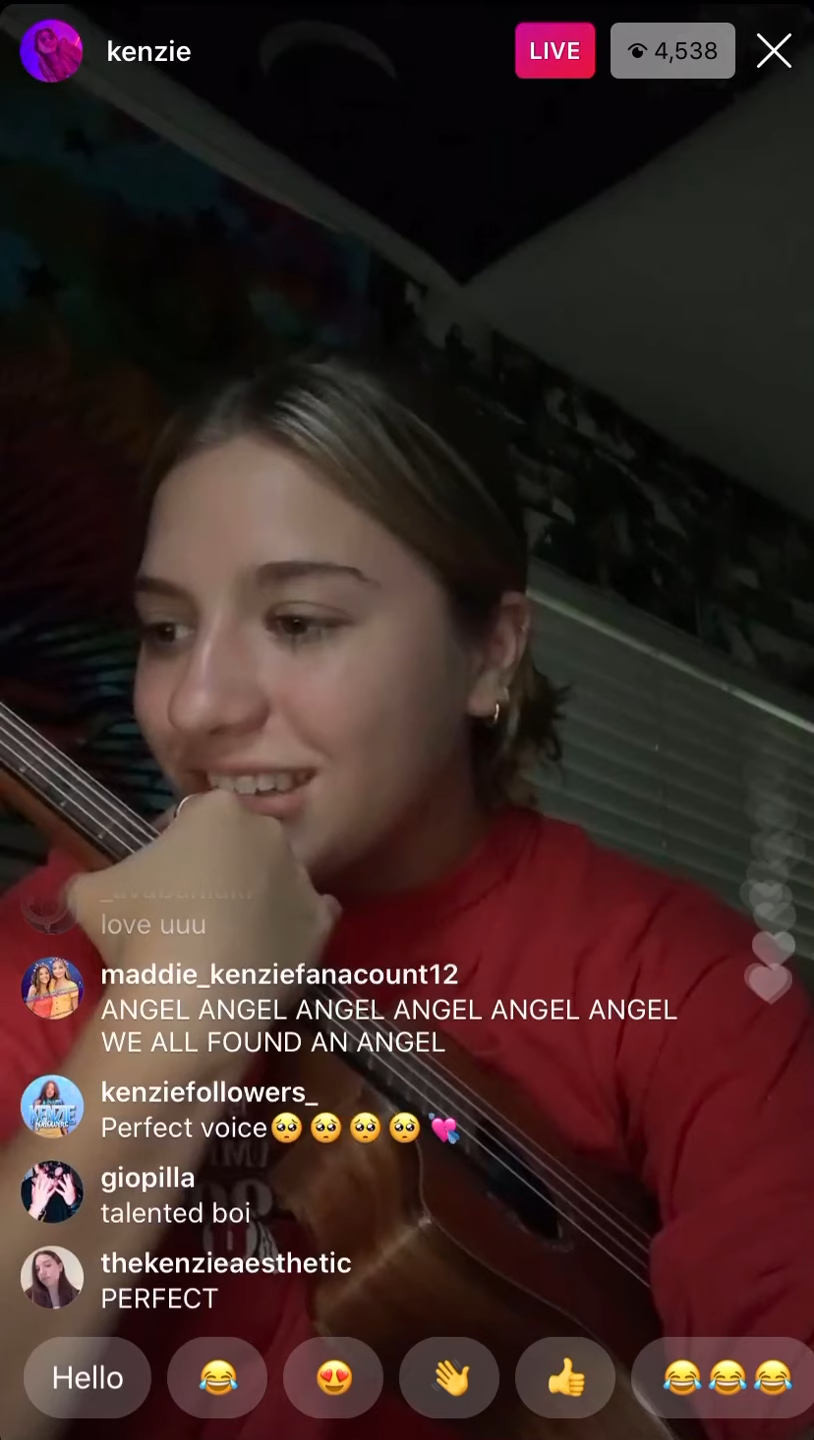 kenzie
LIVE
4,538
love uuu
maddie_kenziefanacount12
ANGEL ANGEL ANGEL ANGEL ANGEL ANGEL
WE ALL FOUND AN ANGEL
kenziefollowers_
Perfect voice🥺🥺🥺🥺💘
giopilla
talented boi
thekenzieaesthetic
PERFECT
Hello 😂 😍 👋 👍 😂😂😂